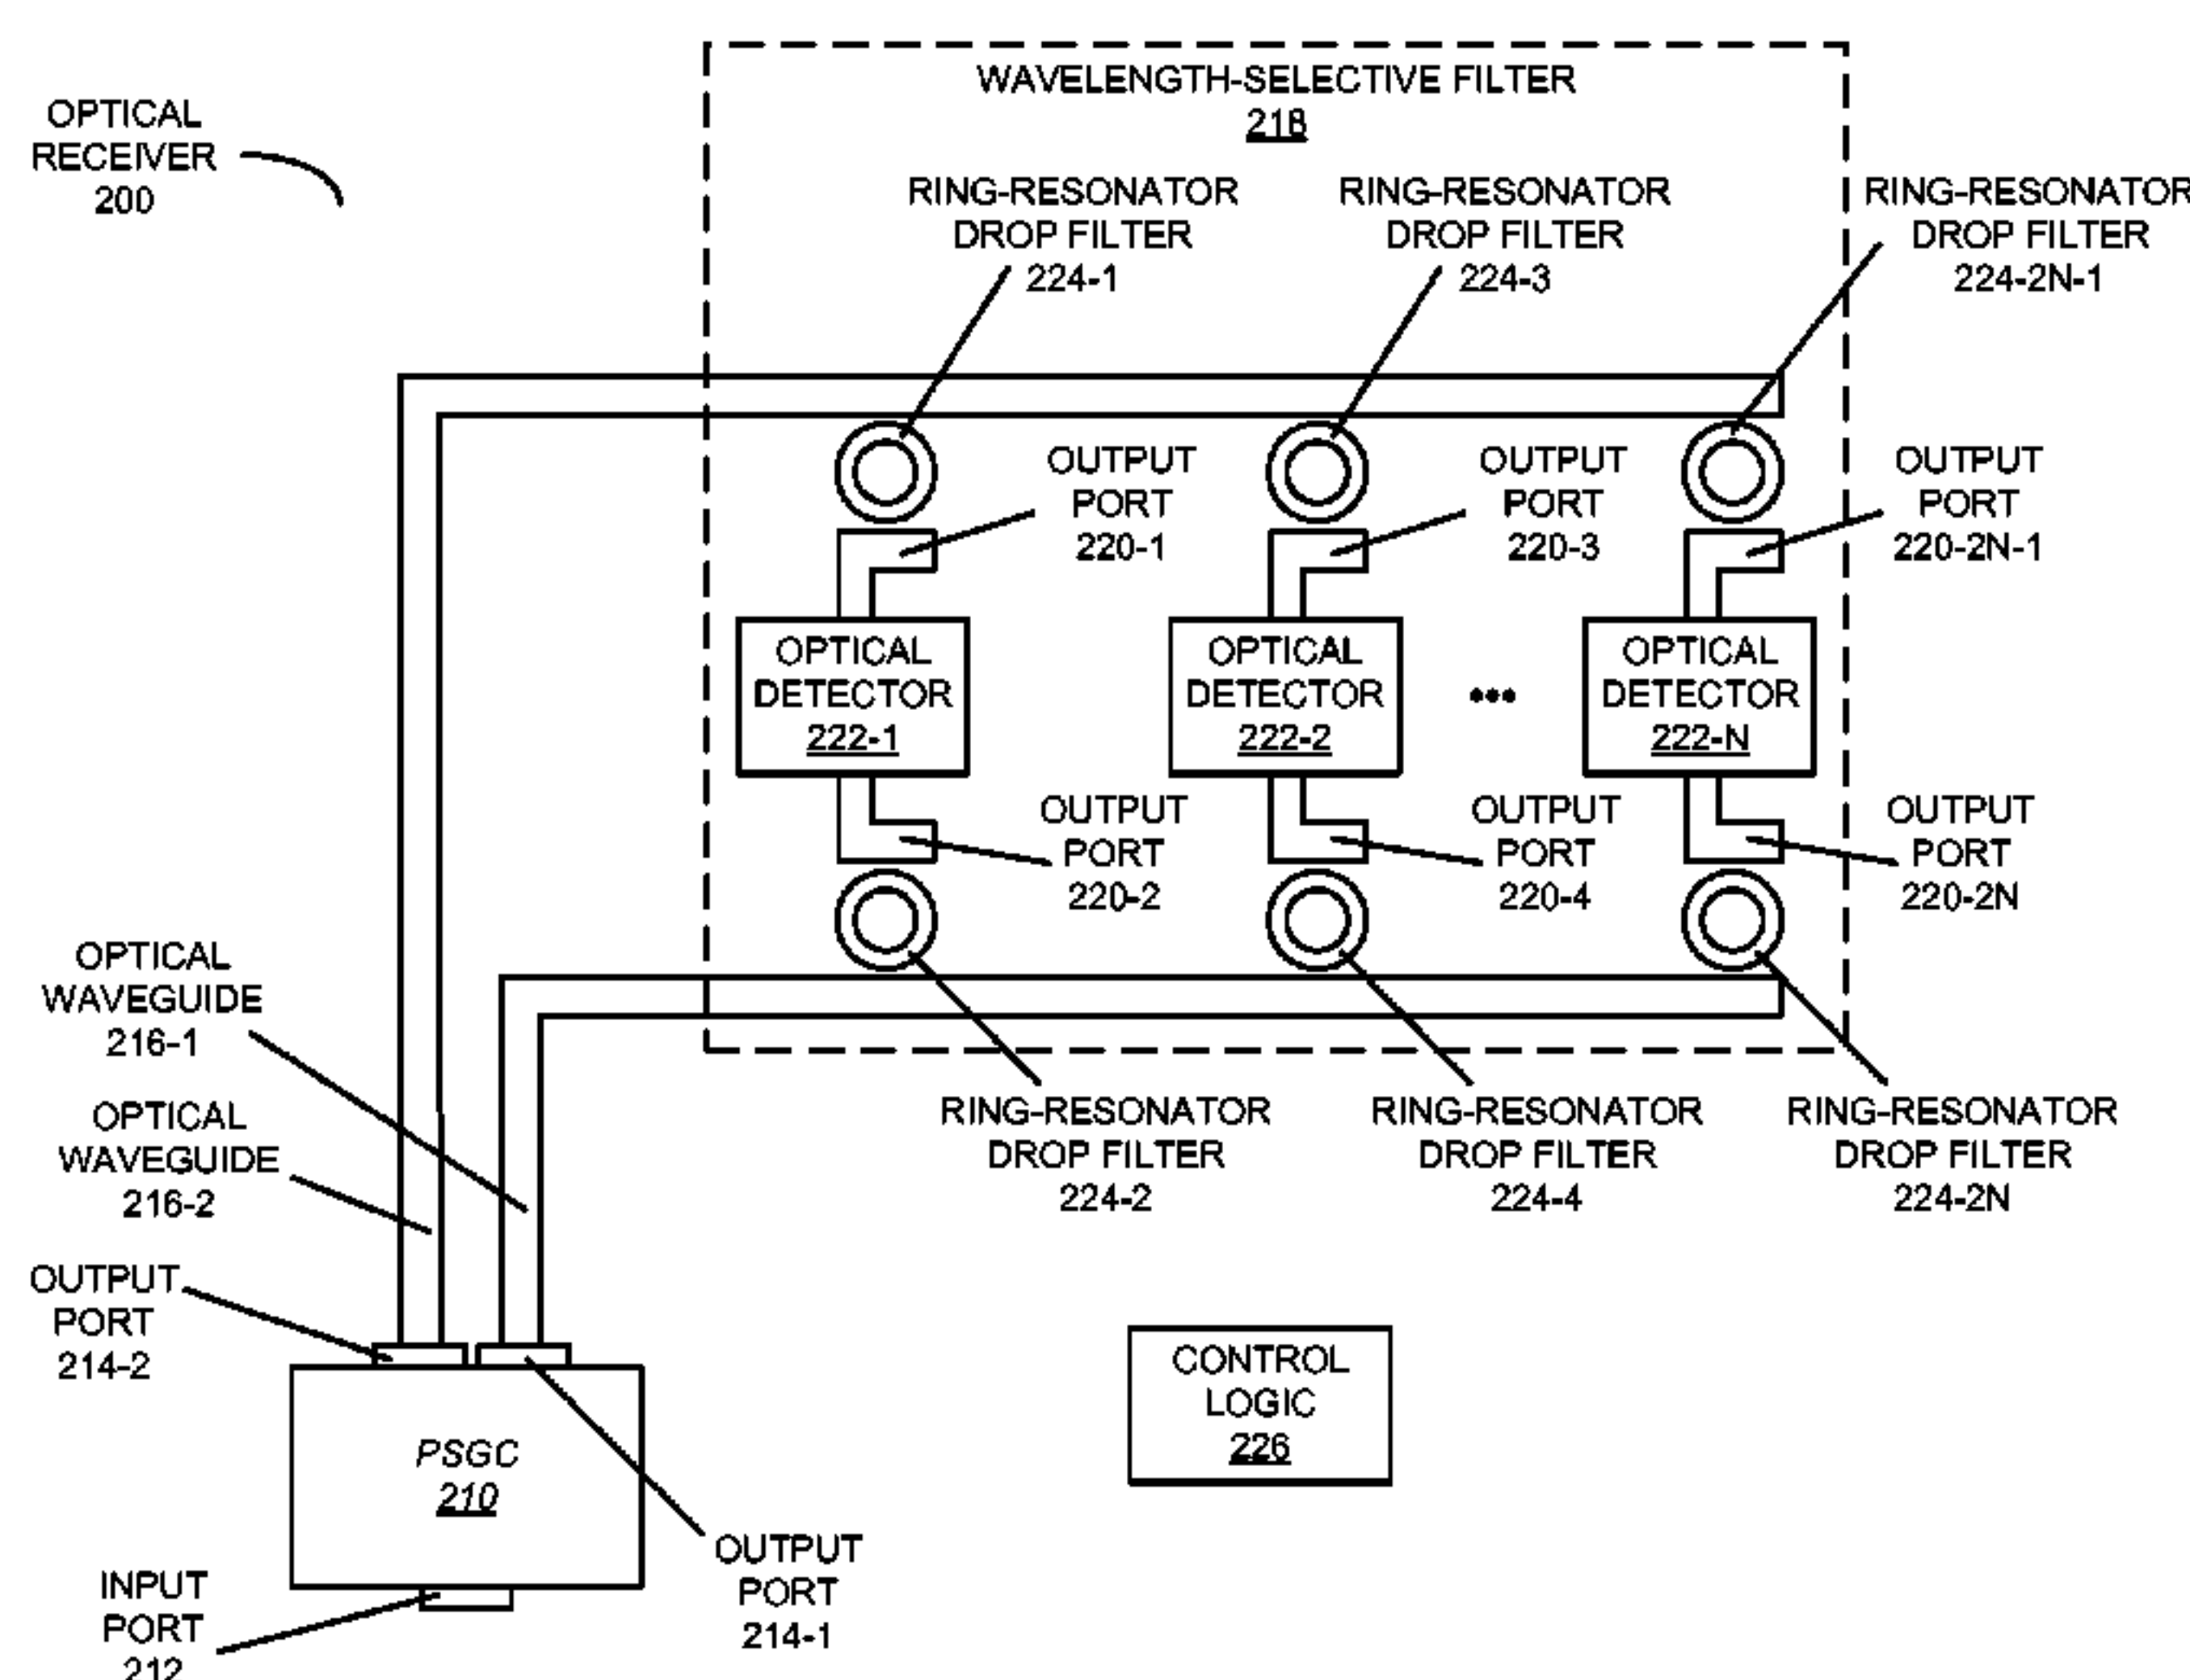 OPTICAL
RECEIVER
200
WAVELENGTH-SELECTIVE FILTER
218
RING-RESONATOR
DROP FILTER
224-1
RING-RESONATOR
DROP FILTER
224-3
RING-RESONATOR
DROP FILTER
224-2N-1
OUTPUT
PORT
220-1
OUTPUT
PORT
220-3
OUTPUT
PORT
220-2N-1
OPTICAL
DETECTOR
222-1
OPTICAL
DETECTOR
222-2
•••
OPTICAL
DETECTOR
222-N
OUTPUT
PORT
220-2
OUTPUT
PORT
220-4
OUTPUT
PORT
220-2N
OPTICAL
WAVEGUIDE
216-1
OPTICAL
WAVEGUIDE
216-2
RING-RESONATOR
DROP FILTER
224-2
RING-RESONATOR
DROP FILTER
224-4
RING-RESONATOR
DROP FILTER
224-2N
OUTPUT
PORT
214-2
PSGC
210
CONTROL
LOGIC
226
OUTPUT
PORT
214-1
INPUT
PORT
212